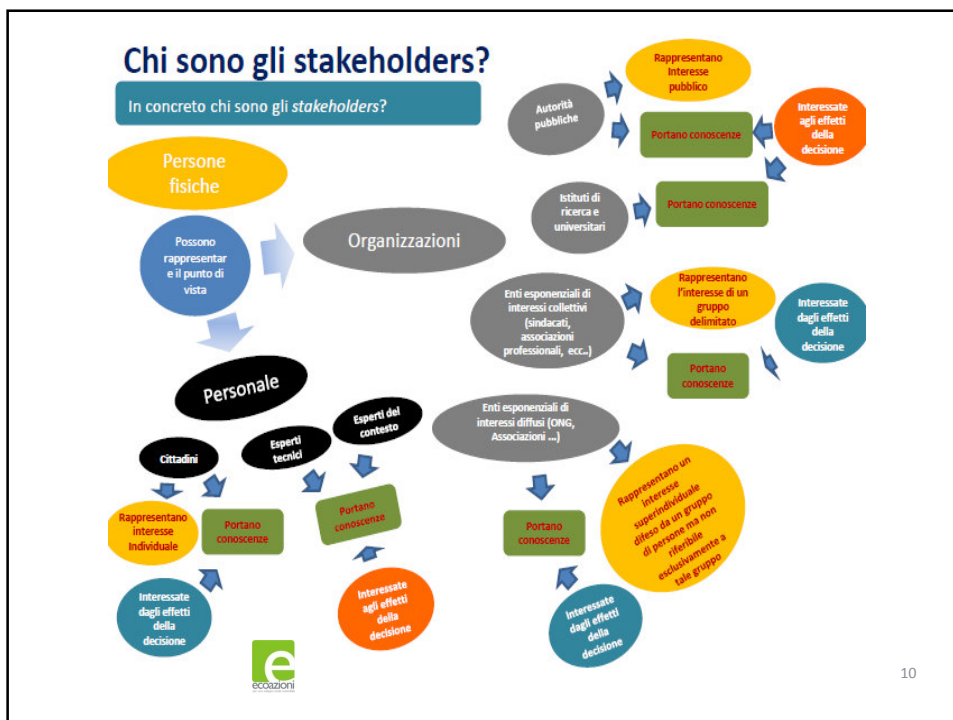 Chi sono gli stakeholders?
In concreto chi sono gli stakeholders?
Persone
fisiche
Possono
rappresentar
e il punto di
vista
Organizzazioni
Personale
Cittadini
Esperti
tecnici
Esperti del
contesto
Rappresentano
interesse
Individuale
Portano
conoscenze
Portano
conoscenze
Interessate
dagli effetti
della
decisione
Interessate
agli effetti
della
decisione
Autorità
pubbliche
Rappresentano
Interesse
pubblico
Portano conoscenze
Interessate
agli effetti
della
decisione
Istituti di
ricerca e
universitari
Portano conoscenze
Enti esponenziali di
interessi collettivi
(sindacati,
associazioni
professionali, ecc..)
Rappresentano
l'interesse di un
gruppo
delimitato
Interessate
dagli effetti
della
decisione
Portano
conoscenze
Enti esponenziali di
interessi diffusi (ONG,
Associazioni ...)
Portano
conoscenze
Rappresentano un
Interesse
superindividuale
difeso da un gruppo
di persone ma non
riferibile
esclusivamente a
tale gruppo
Interessate
dagli effetti
della
decisione
e
ecoazioni
10